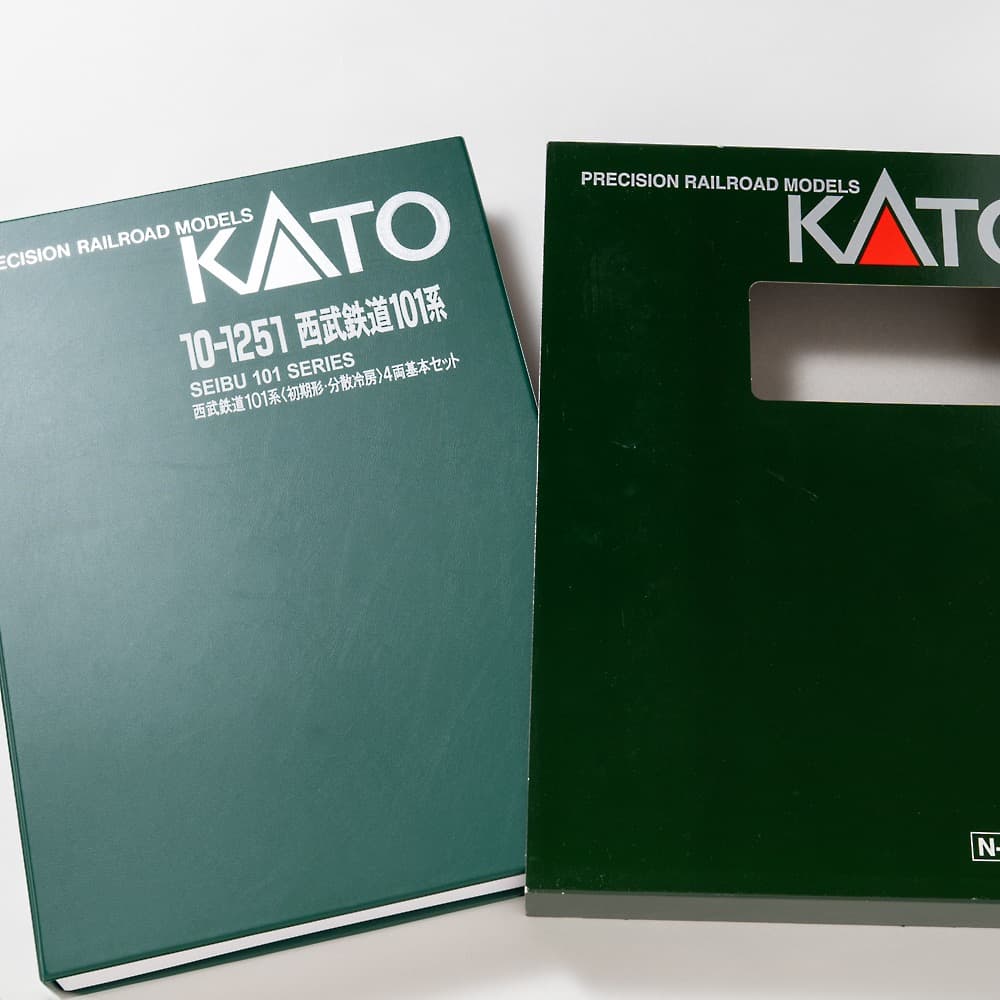 ECISION RAILROAD MODELS
KATO
10-1251 西武鉄道101系
SEIBU 101 SERIES
西武鉄道101系〈初期形・分散冷房〉4両基本セット
PRECISION RAILROAD MODELS
KATO
N-